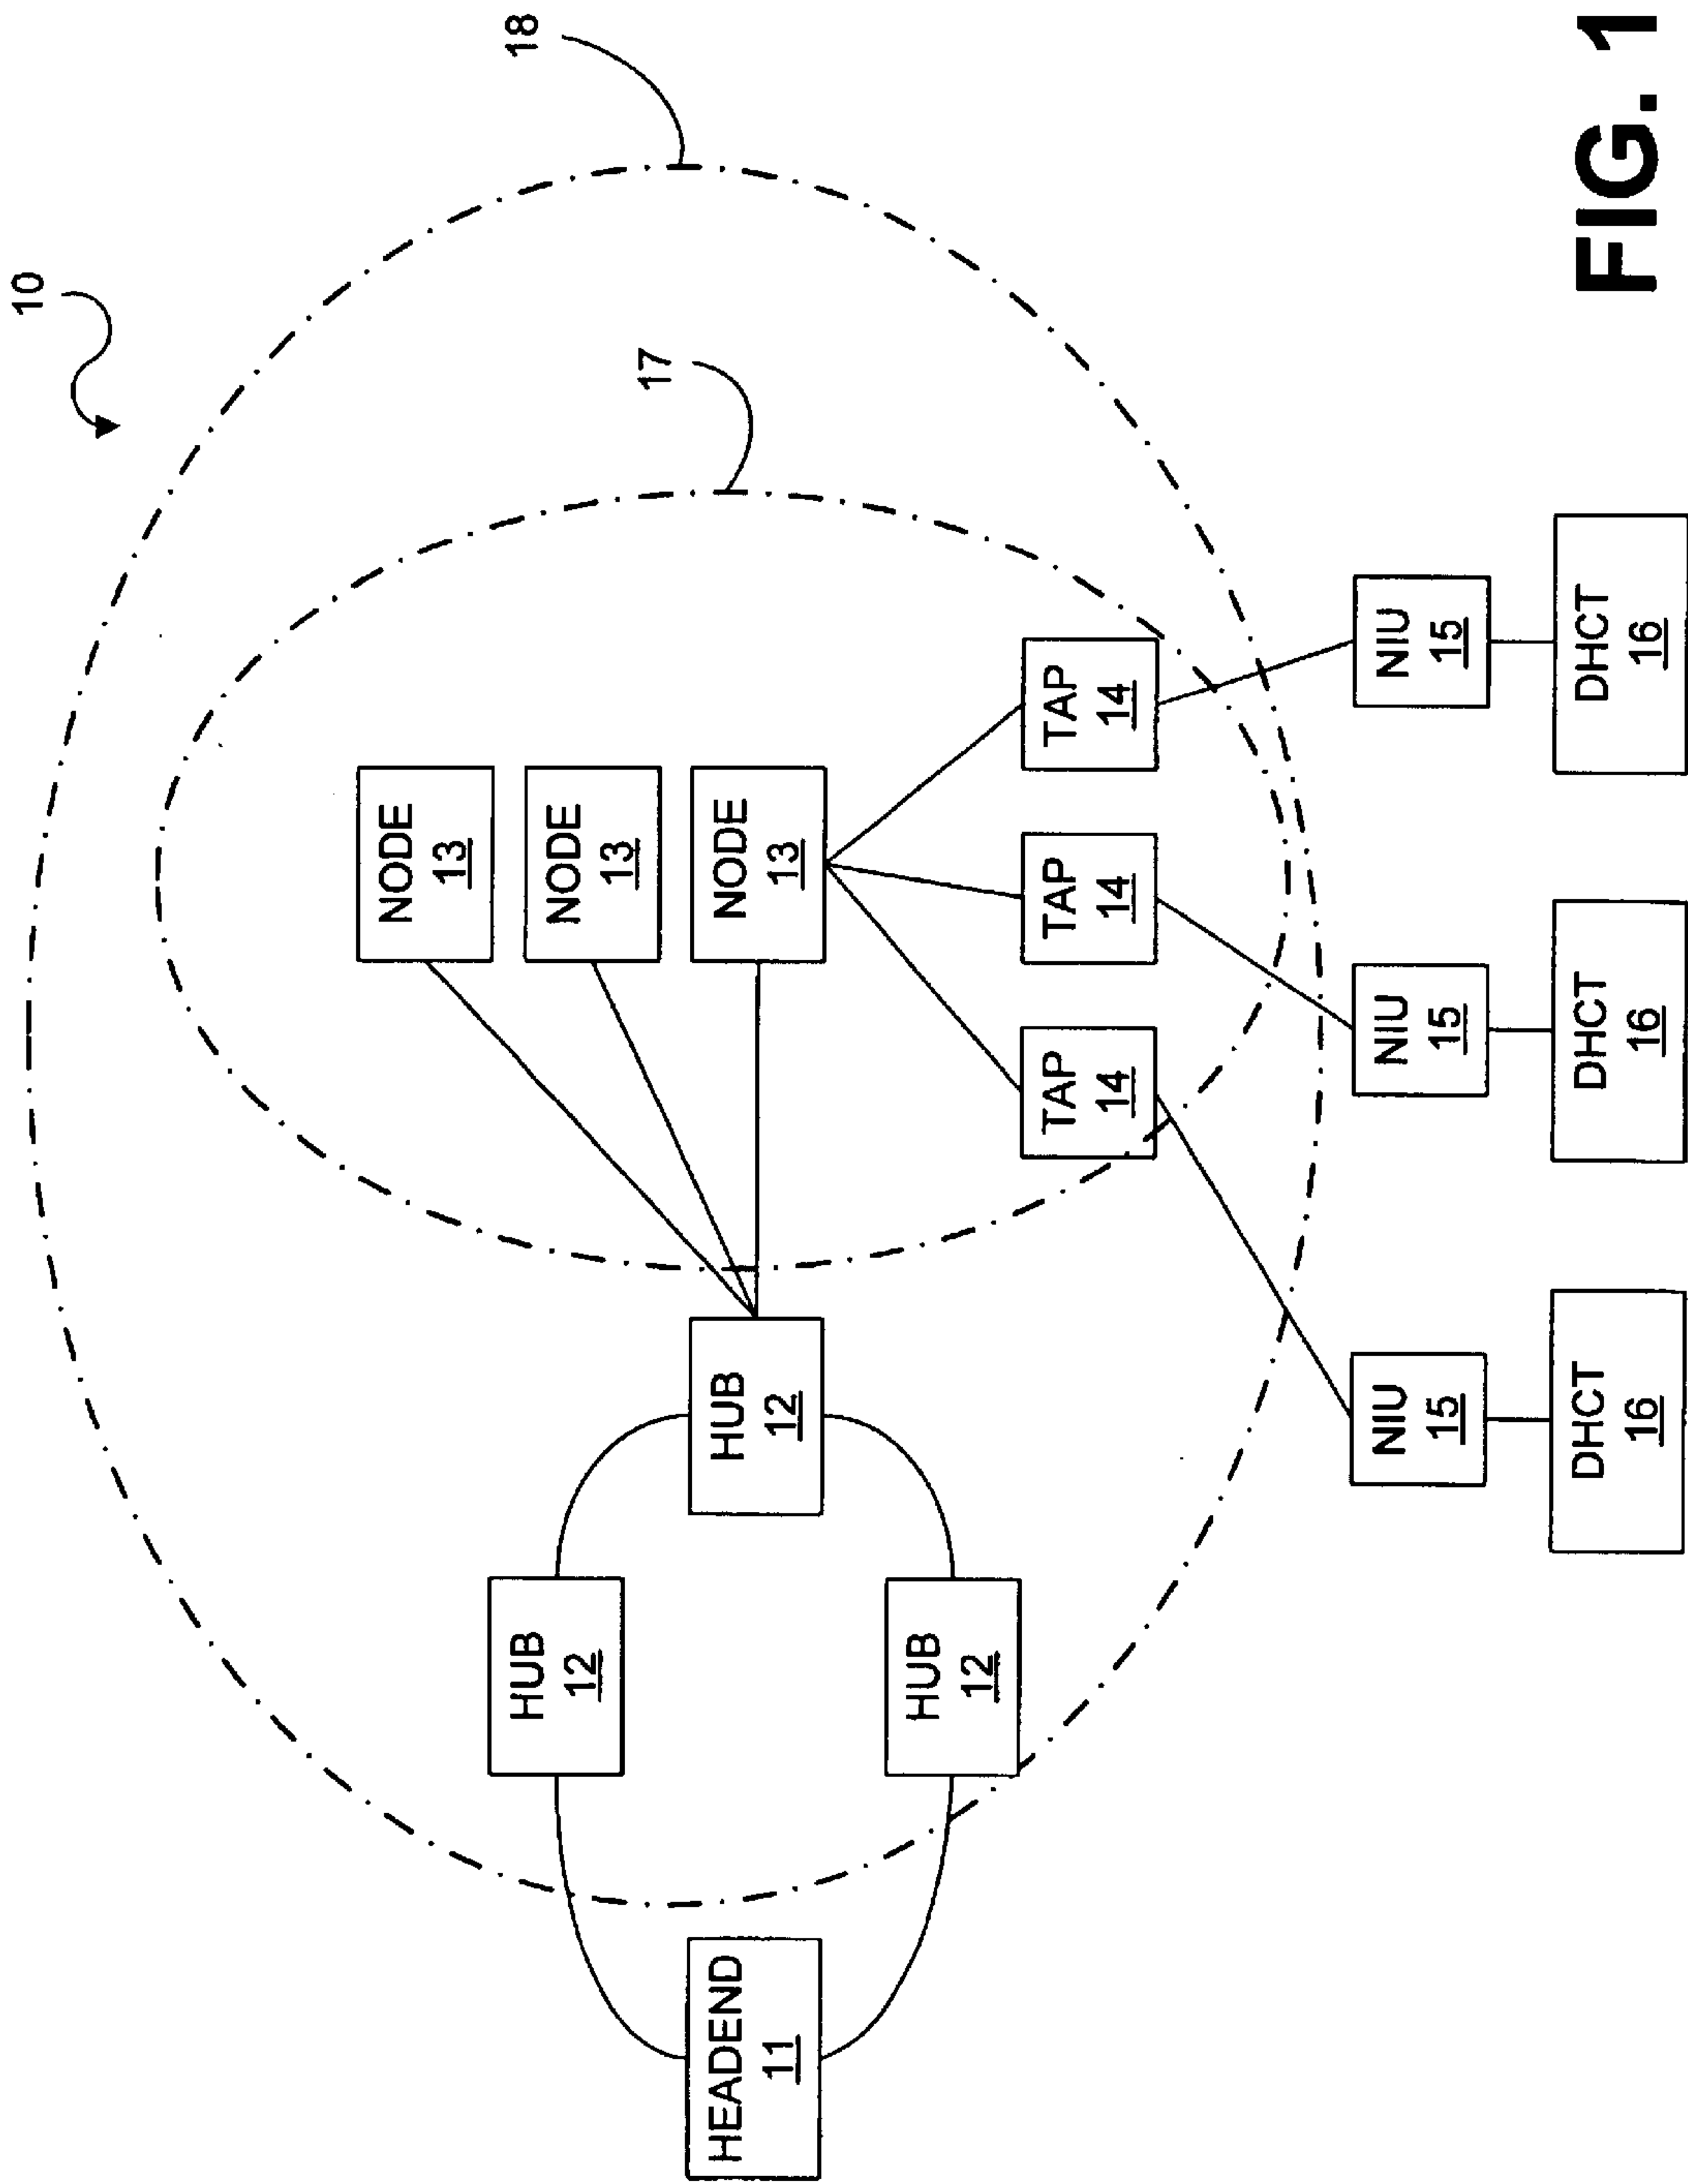 10
18
17
HEADEND
11
HUB
12
HUB
12
HUB
12
NODE
13
NODE
13
NODE
13
TAP
14
TAP
14
TAP
14
NIU
15
NIU
15
NIU
15
DHCT
16
DHCT
16
DHCT
16
FIG. 1